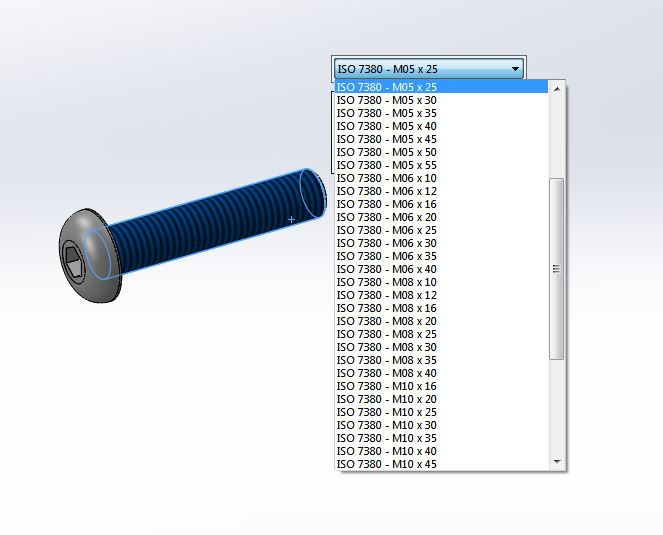 ISO 7380 - M05 x 25
ISO 7380 - M05 x 25
ISO 7380 - M05 x 30
ISO 7380 - M05 x 35
ISO 7380 - M05 x 40
ISO 7380 - M05 x 45
ISO 7380 - M05 x 50
ISO 7380 - M05 x 55
ISO 7380 - M06 x 10
ISO 7380 - M06 x 12
ISO 7380 - M06 x 16
ISO 7380 - M06 x 20
ISO 7380 - M06 x 25
ISO 7380 - M06 x 30
ISO 7380 - M06 x 35
ISO 7380 - M06 x 40
ISO 7380 - M08 x 10
ISO 7380 - M08 x 12
ISO 7380 - M08 x 16
ISO 7380 - M08 x 20
ISO 7380 - M08 x 25
ISO 7380 - M08 x 30
ISO 7380 - M08 x 35
ISO 7380 - M08 x 40
ISO 7380 - M10 x 16
ISO 7380 - M10 x 20
ISO 7380 - M10 x 25
ISO 7380 - M10 x 30
ISO 7380 - M10 x 35
ISO 7380 - M10 x 40
ISO 7380 - M10 x 45